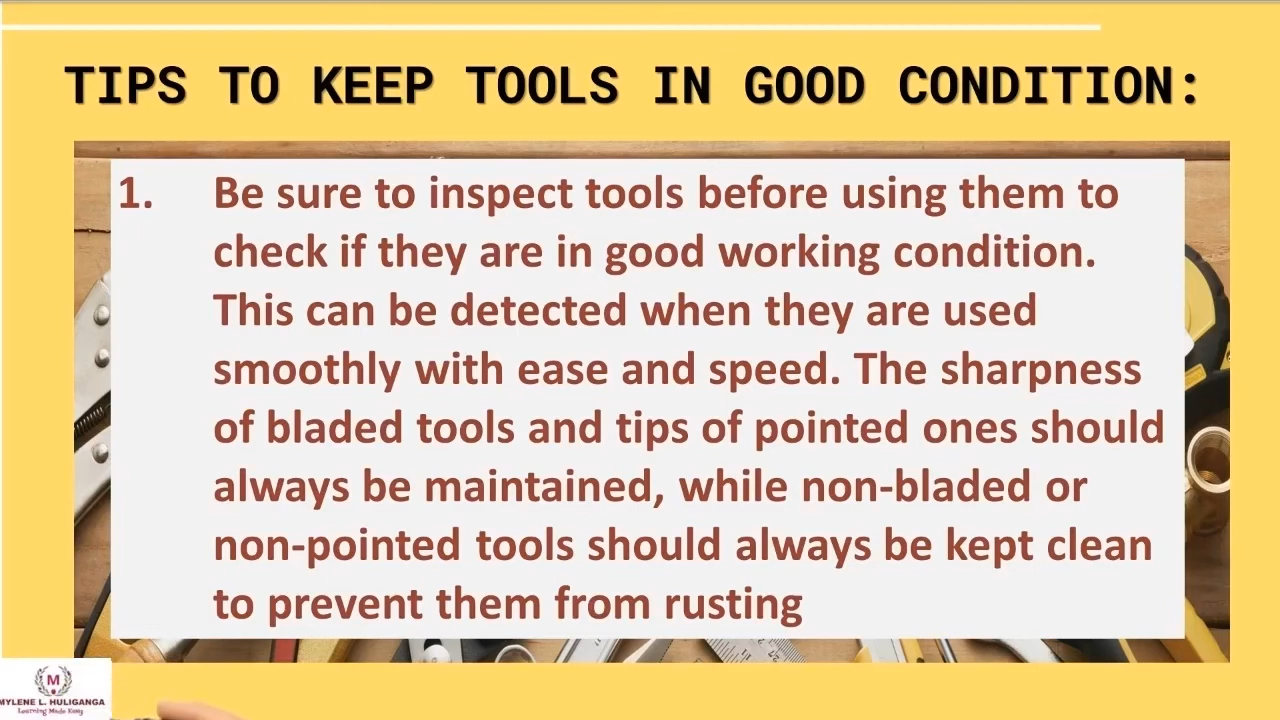 TIPS TO KEEP TOOLS IN GOOD CONDITION:
1. Be sure to inspect tools before using them to
check if they are in good working condition.
This can be detected when they are used
smoothly with ease and speed. The sharpness
of bladed tools and tips of pointed ones should
always be maintained, while non-bladed or
non-pointed tools should always be kept clean
to prevent them from rusting
M
MYLENE L. HULIGANGA
Learning Made Easy